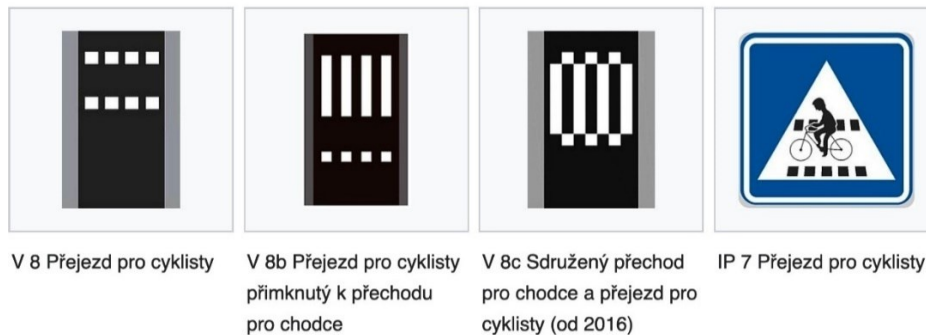 V 8 Přejezd pro cyklisty
V 8b Přejezd pro cyklisty
přimknutý k přechodu
pro chodce
V 8c Sdružený přechod
pro chodce a přejezd pro
cyklisty (od 2016)
IP 7 Přejezd pro cyklisty